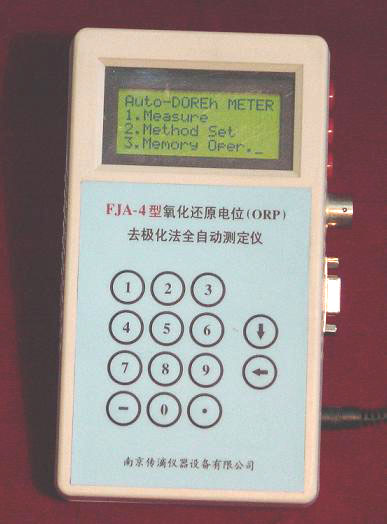 Auto-DOREh METER
1.Measure
2.Method Set
3.Memory Oper._
FJA-4型氧化还原电位(ORP)
去极化法全自动测定仪
1 2 3
4 5 6 ↓
7 8 9 ←
- 0 .
南京传滴仪器设备有限公司